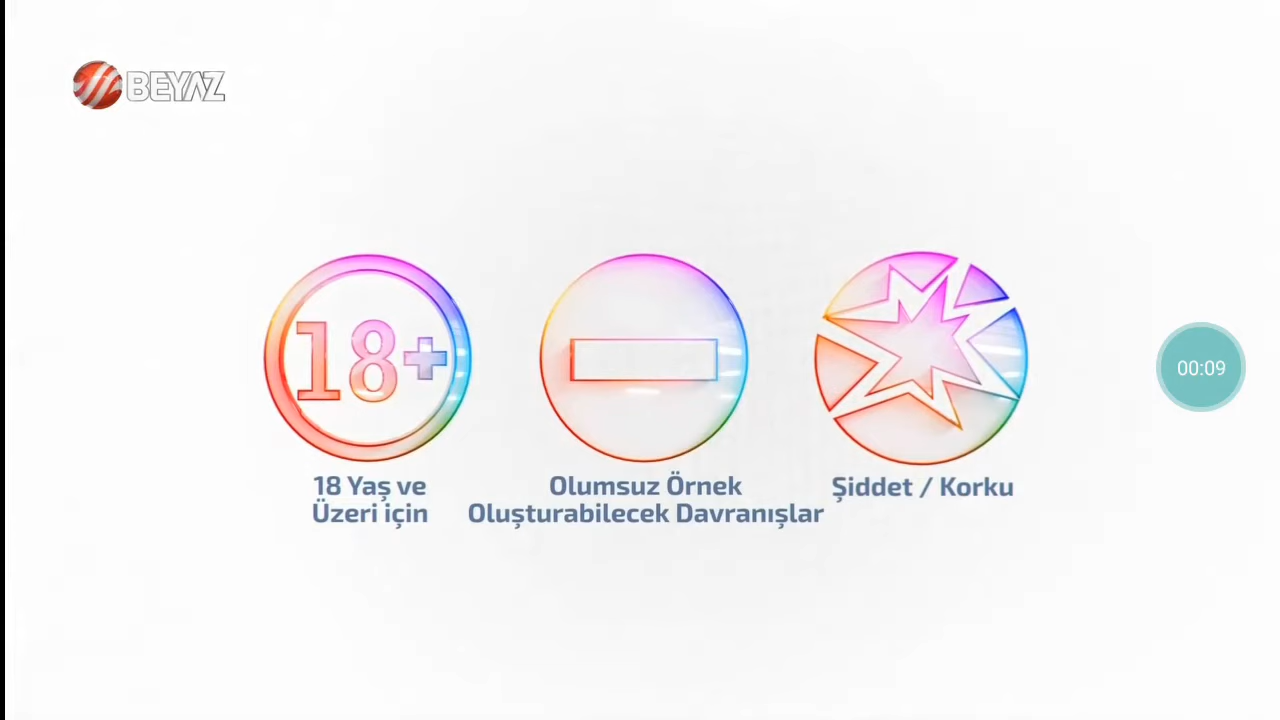 BEYAZ
18+
00:09
18 Yaş ve
Üzeri için
Olumsuz Örnek
Oluşturabilecek Davranışlar
Şiddet / Korku